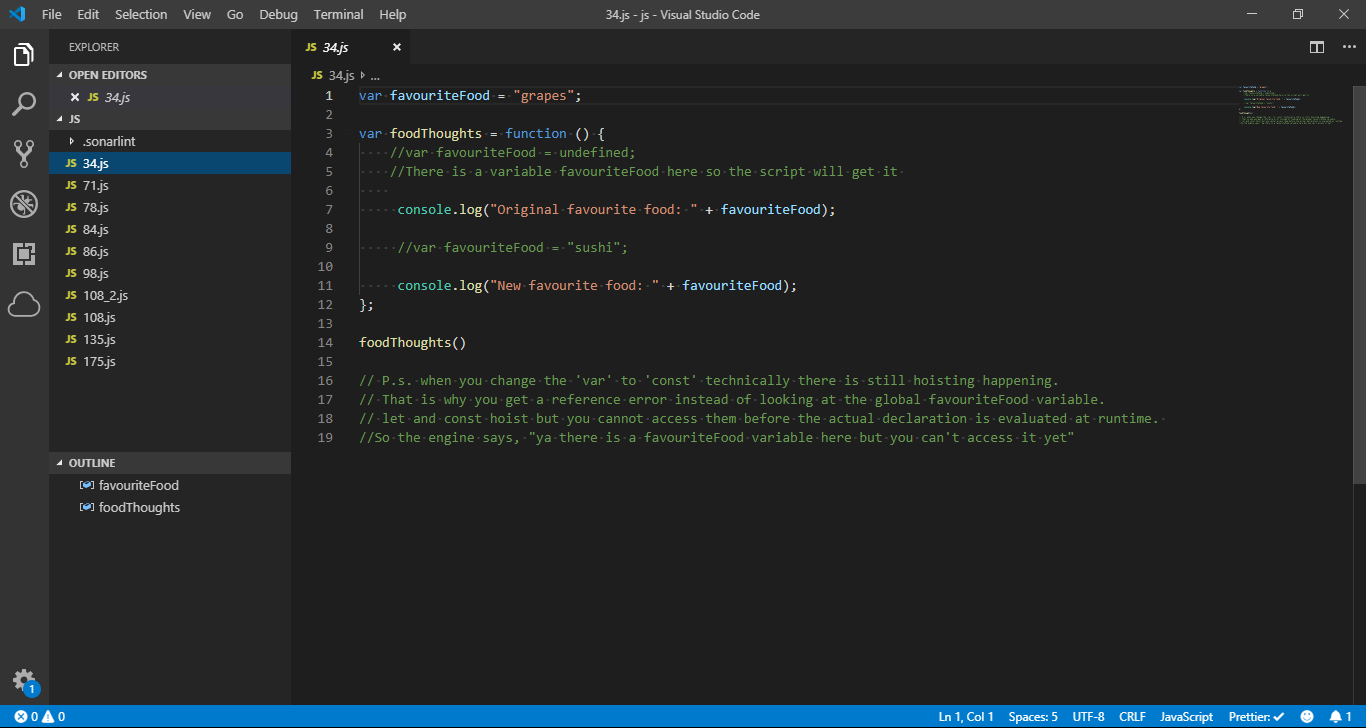 File Edit Selection View Go Debug Terminal Help 34.js - js - Visual Studio Code
EXPLORER
OPEN EDITORS
JS 34.js
JS
.sonarlint
JS 34.js
JS 71.js
JS 78.js
JS 84.js
JS 86.js
JS 98.js
JS 108_2.js
JS 108.js
JS 135.js
JS 175.js
OUTLINE
favouriteFood
foodThoughts
JS 34.js
JS 34.js ...
1 var favouriteFood = "grapes";
2
3 var foodThoughts = function () {
4 //var favouriteFood = undefined;
5 //There is a variable favouriteFood here so the script will get it
6
7 console.log("Original favourite food: " + favouriteFood);
8
9 //var favouriteFood = "sushi";
10
11 console.log("New favourite food: " + favouriteFood);
12 };
13
14 foodThoughts()
15
16 // P.s. when you change the 'var' to 'const' technically there is still hoisting happening.
17 // That is why you get a reference error instead of looking at the global favouriteFood variable.
18 // let and const hoist but you cannot access them before the actual declaration is evaluated at runtime.
19 //So the engine says, "ya there is a favouriteFood variable here but you can't access it yet"
1
0 0 Ln 1, Col 1 Spaces: 5 UTF-8 CRLF JavaScript Prettier: ✓ 1